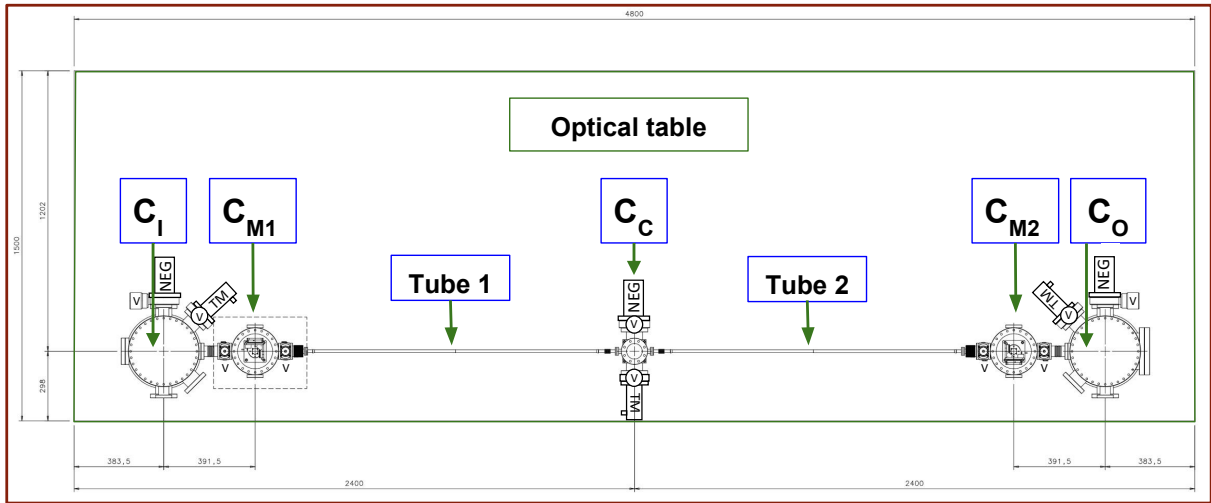 4800
Optical table
1202
1500
298
C_I
C_M1
C_C
C_M2
C_O
Tube 1
Tube 2
NEG
V
TM
V
V
V
NEG
V
V
TM
NEG
V
TM
V
V
V
383,5
391,5
391,5
383,5
2400
2400